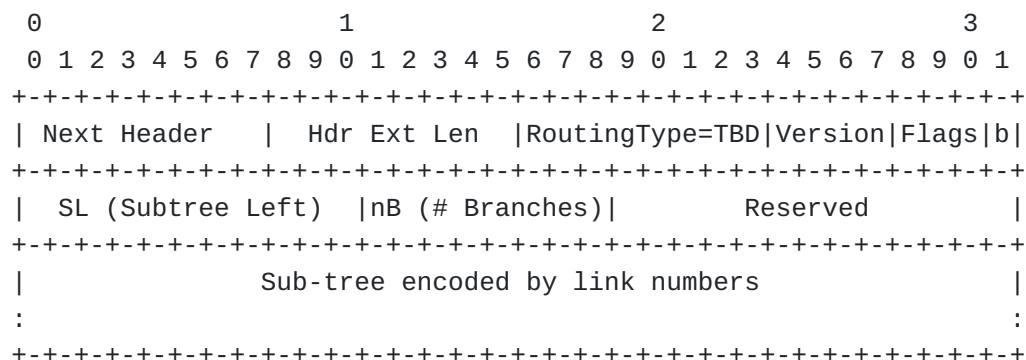 0                   1                   2                   3
 0 1 2 3 4 5 6 7 8 9 0 1 2 3 4 5 6 7 8 9 0 1 2 3 4 5 6 7 8 9 0 1
+-+-+-+-+-+-+-+-+-+-+-+-+-+-+-+-+-+-+-+-+-+-+-+-+-+-+-+-+-+-+-+-+
| Next Header   |  Hdr Ext Len  |RoutingType=TBD|Version|Flags|b|
+-+-+-+-+-+-+-+-+-+-+-+-+-+-+-+-+-+-+-+-+-+-+-+-+-+-+-+-+-+-+-+-+
|  SL (Subtree Left)  |nB (# Branches)|        Reserved         |
+-+-+-+-+-+-+-+-+-+-+-+-+-+-+-+-+-+-+-+-+-+-+-+-+-+-+-+-+-+-+-+-+
|               Sub-tree encoded by link numbers                |
:                                                               :
+-+-+-+-+-+-+-+-+-+-+-+-+-+-+-+-+-+-+-+-+-+-+-+-+-+-+-+-+-+-+-+-+